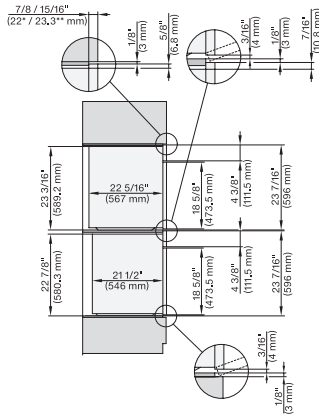 7/8 / 15/16"
(22* / 23.3** mm)
1/8"
(3 mm)
5/8"
(6.8 mm)
3/16"
(4 mm)
1/8"
(3 mm)
7/16"
(10.8 mm)
23 3/16"
(589.2 mm)
22 5/16"
(567 mm)
18 5/8"
(473.5 mm)
4 3/8"
(111.5 mm)
23 7/16"
(596 mm)
22 7/8"
(580.3 mm)
21 1/2"
(546 mm)
18 5/8"
(473.5 mm)
4 3/8"
(111.5 mm)
23 7/16"
(596 mm)
3/16"
(4 mm)
1/8"
(3 mm)